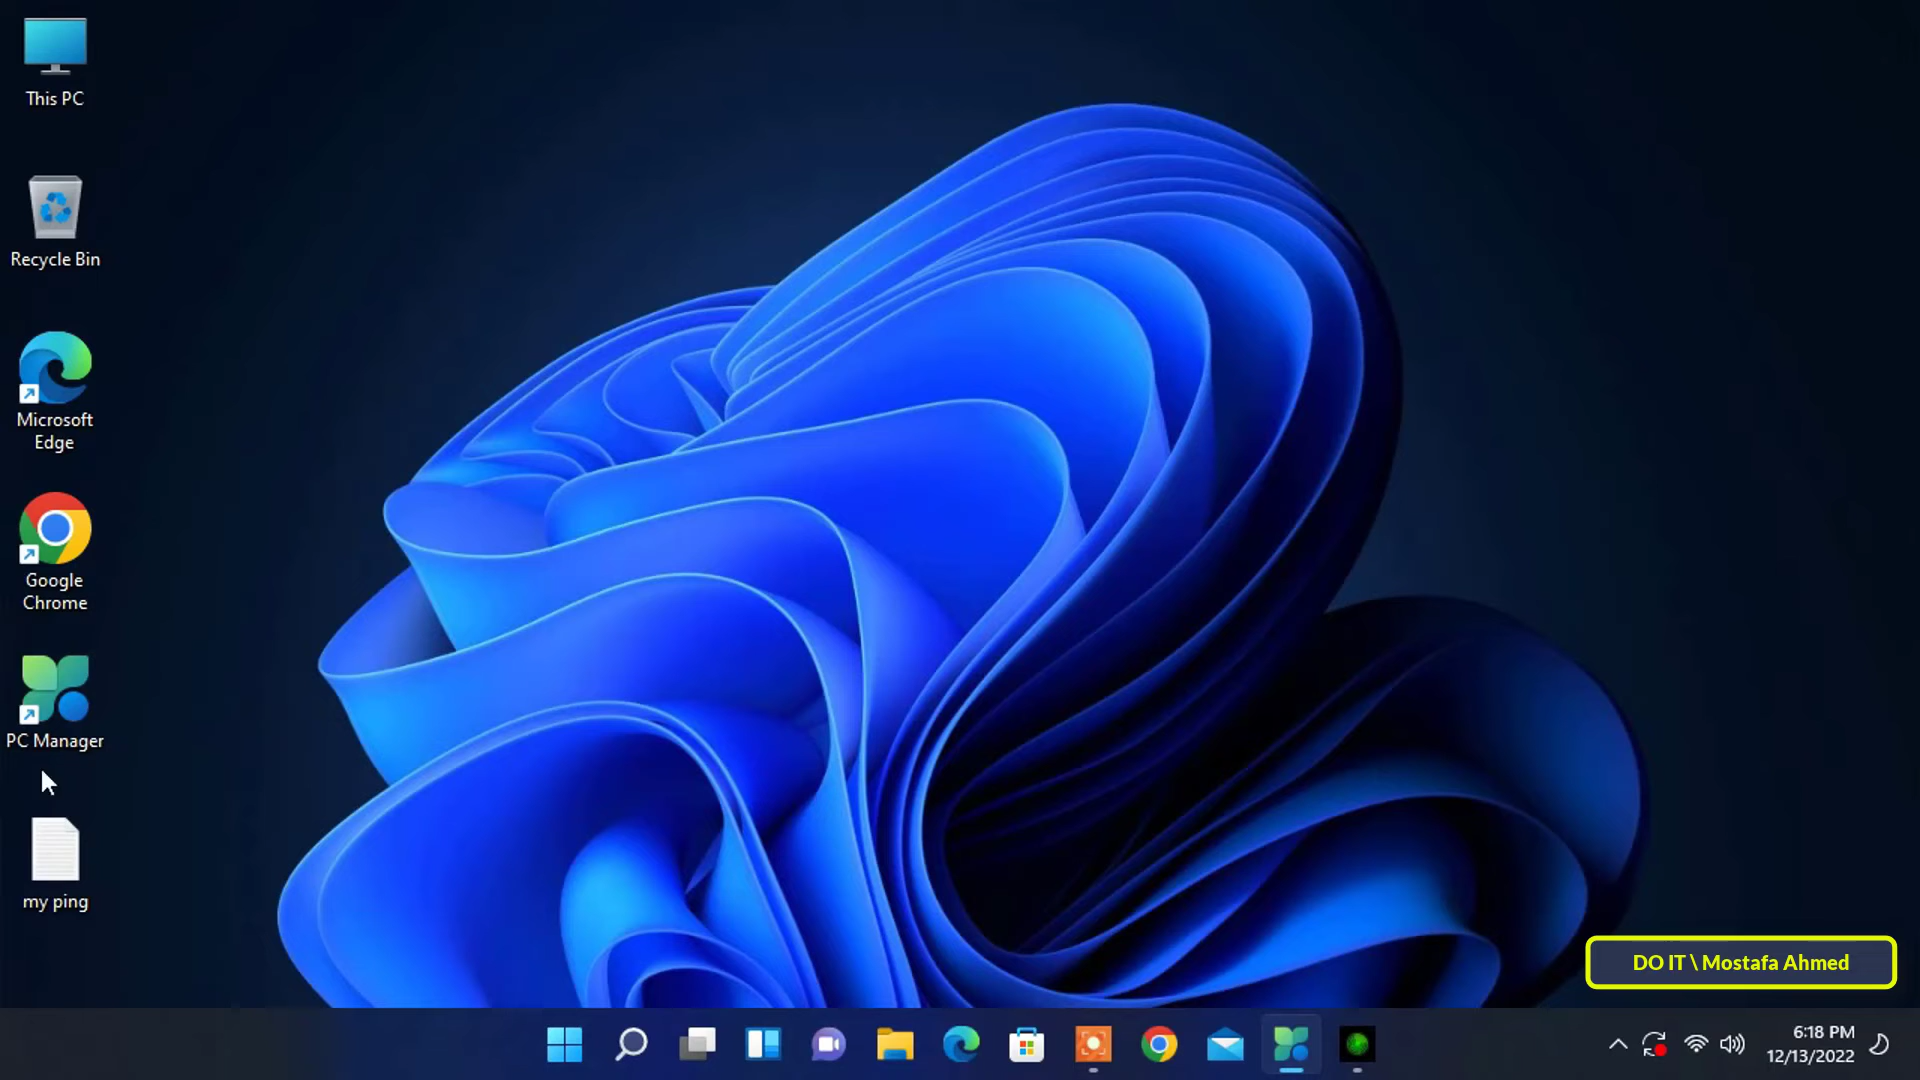 This PC
Recycle Bin
Microsoft
Edge
Google
Chrome
PC Manager
my ping
DO IT \ Mostafa Ahmed
6:18 PM
12/13/2022